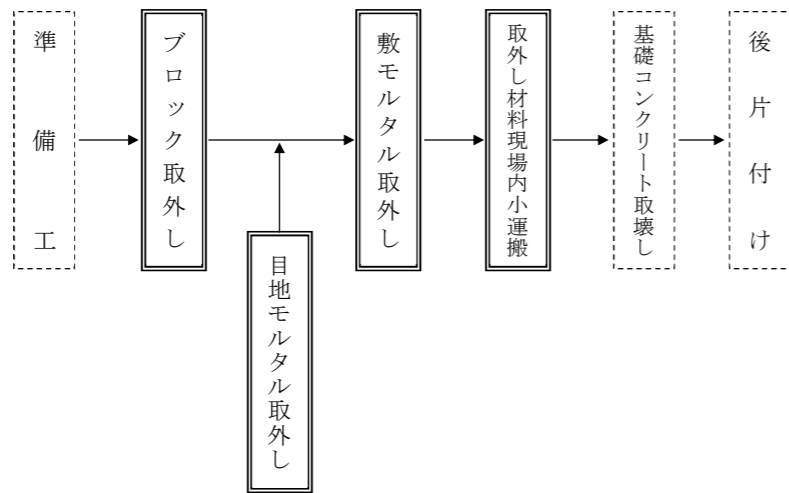 準備工
ブロック取外し
目地モルタル取外し
敷モルタル取外し
取外し材料現場内小運搬
基礎コンクリート取壊し
後片付け